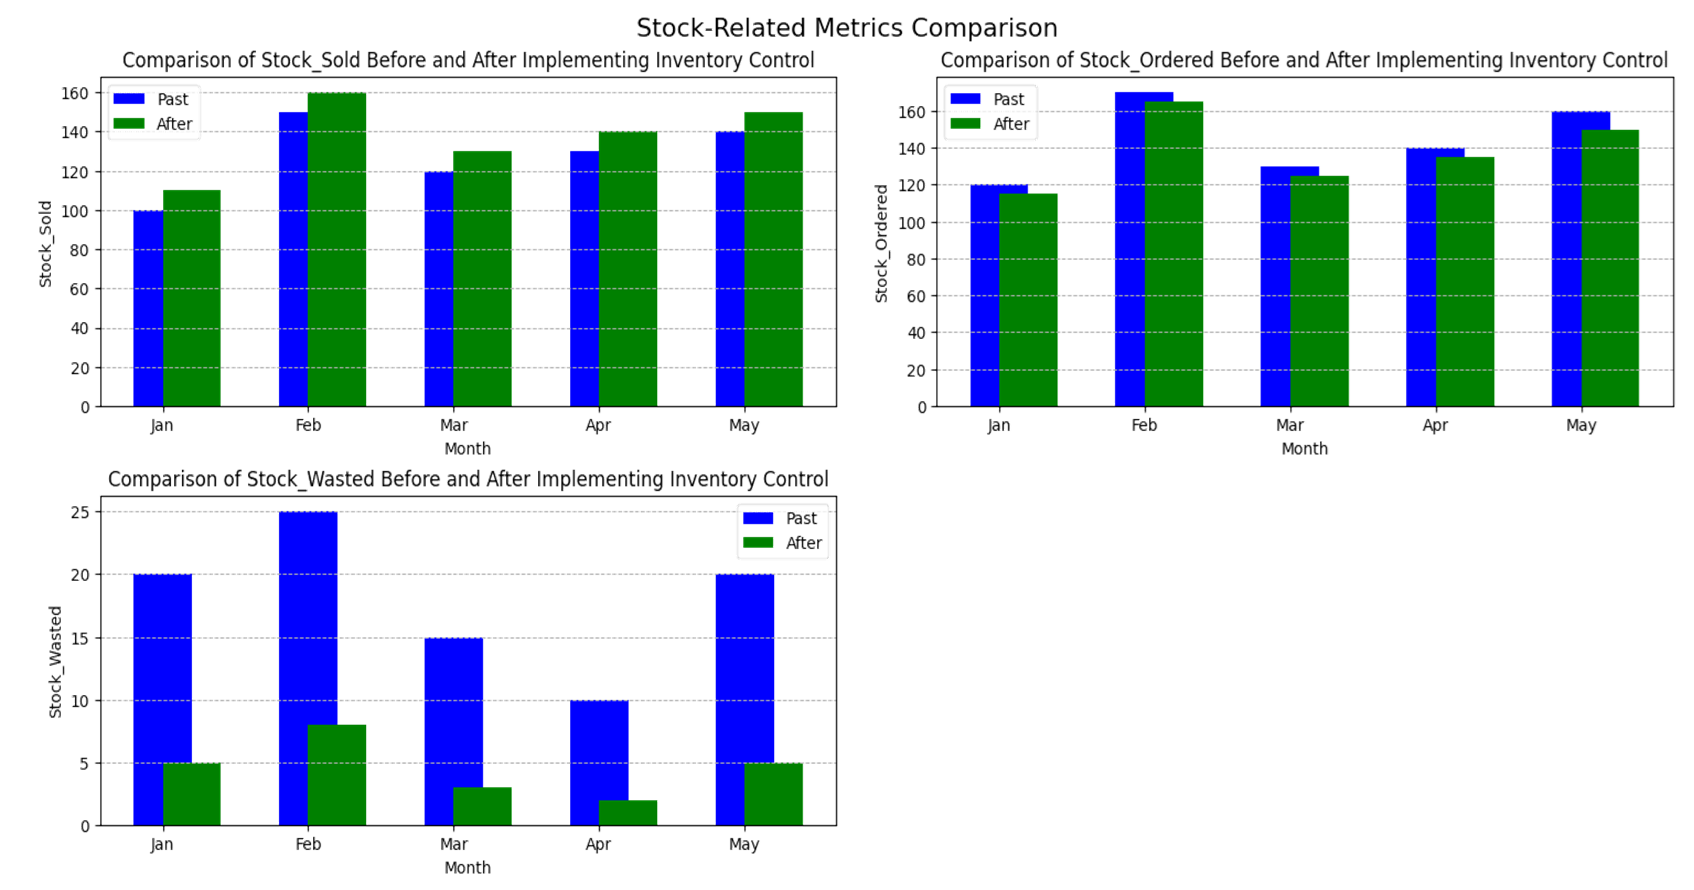 Stock-Related Metrics Comparison
Comparison of Stock_Sold Before and After Implementing Inventory Control
Past
After
160
140
120
100
80
60
40
20
0
Stock_Sold
Jan Feb Mar Apr May
Month
Comparison of Stock_Ordered Before and After Implementing Inventory Control
Past
After
160
140
120
100
80
60
40
20
0
Stock_Ordered
Jan Feb Mar Apr May
Month
Comparison of Stock_Wasted Before and After Implementing Inventory Control
Past
After
25
20
15
10
5
0
Stock_Wasted
Jan Feb Mar Apr May
Month